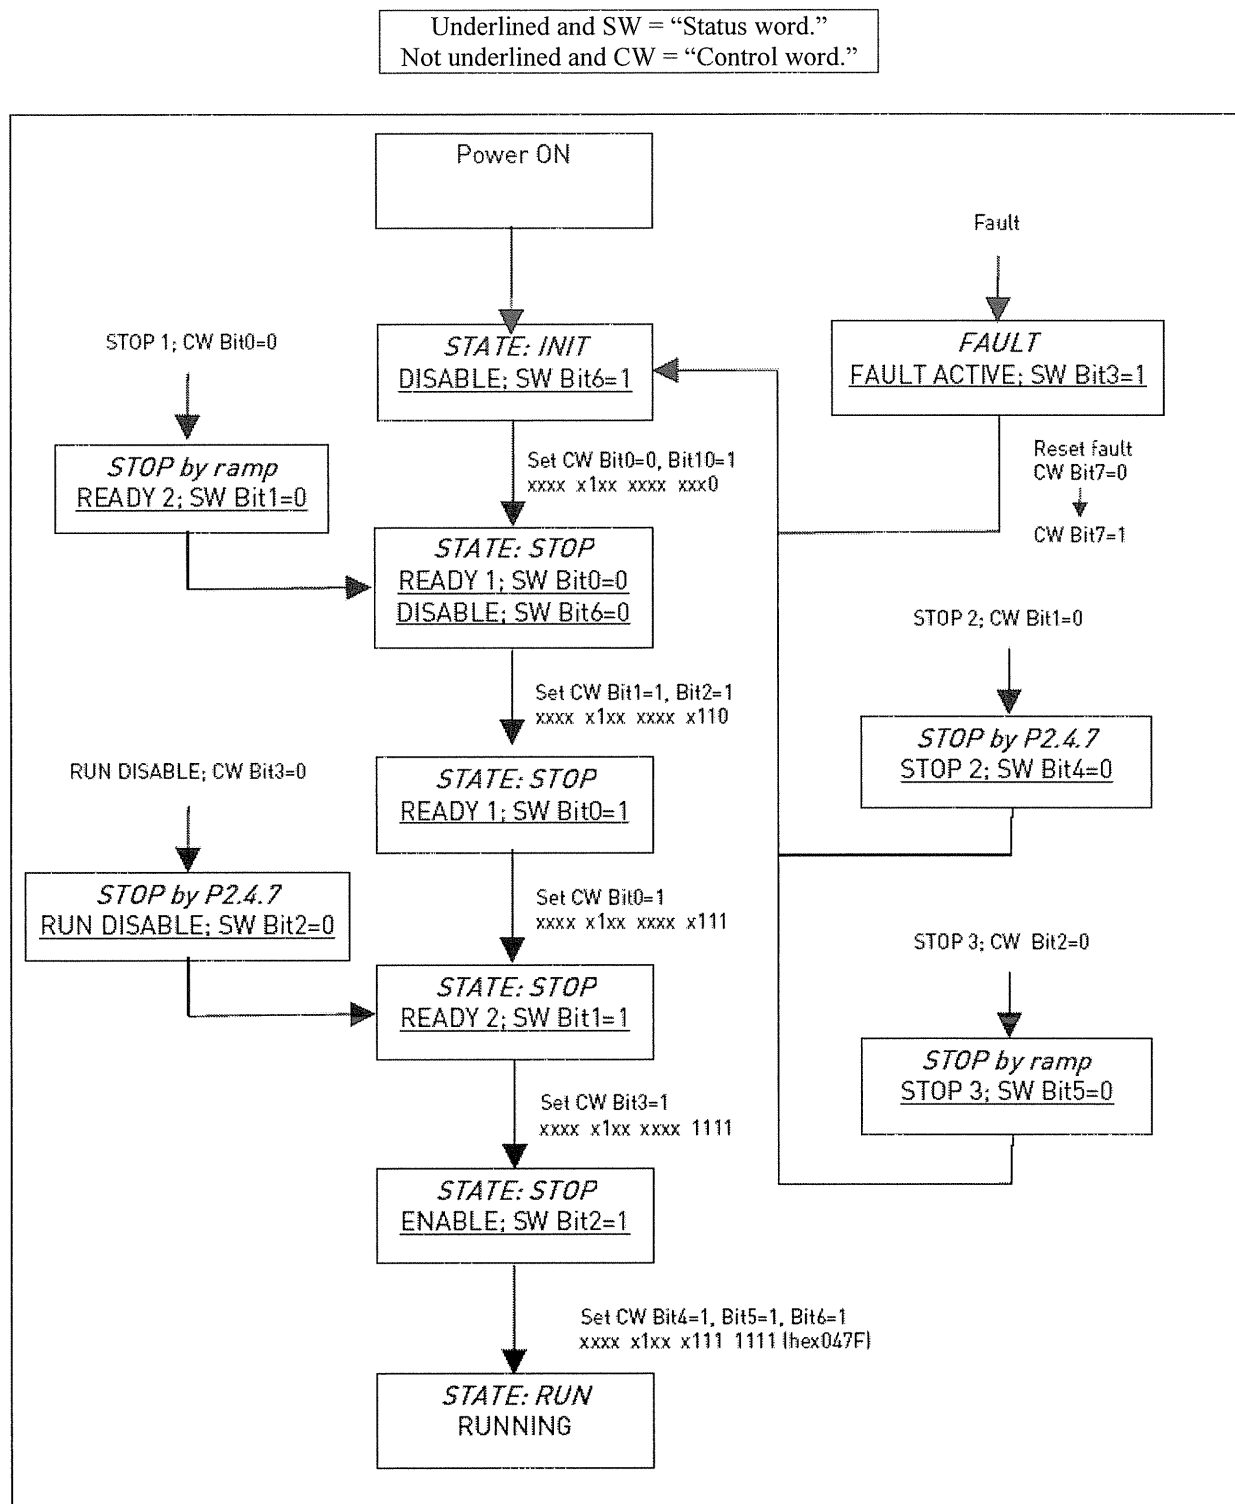 Underlined and SW = “Status word.”
Not underlined and CW = “Control word.”
Power ON
Fault
STOP 1; CW Bit0=0
STATE: INIT
DISABLE; SW Bit6=1
FAULT
FAULT ACTIVE; SW Bit3=1
STOP by ramp
READY 2; SW Bit1=0
Set CW Bit0=0, Bit10=1
xxxx x1xx xxxx xxx0
Reset fault
CW Bit7=0
CW Bit7=1
STATE: STOP
READY 1; SW Bit0=0
DISABLE; SW Bit6=0
STOP 2; CW Bit1=0
Set CW Bit1=1, Bit2=1
xxxx x1xx xxxx x110
STOP by P2.4.7
STOP 2; SW Bit4=0
RUN DISABLE; CW Bit3=0
STATE: STOP
READY 1; SW Bit0=1
STOP by P2.4.7
RUN DISABLE; SW Bit2=0
Set CW Bit0=1
xxxx x1xx xxxx x111
STOP 3; CW Bit2=0
STATE: STOP
READY 2; SW Bit1=1
STOP by ramp
STOP 3; SW Bit5=0
Set CW Bit3=1
xxxx x1xx xxxx 1111
STATE: STOP
ENABLE; SW Bit2=1
Set CW Bit4=1, Bit5=1, Bit6=1
xxxx x1xx x111 1111 (hex047F)
STATE: RUN
RUNNING